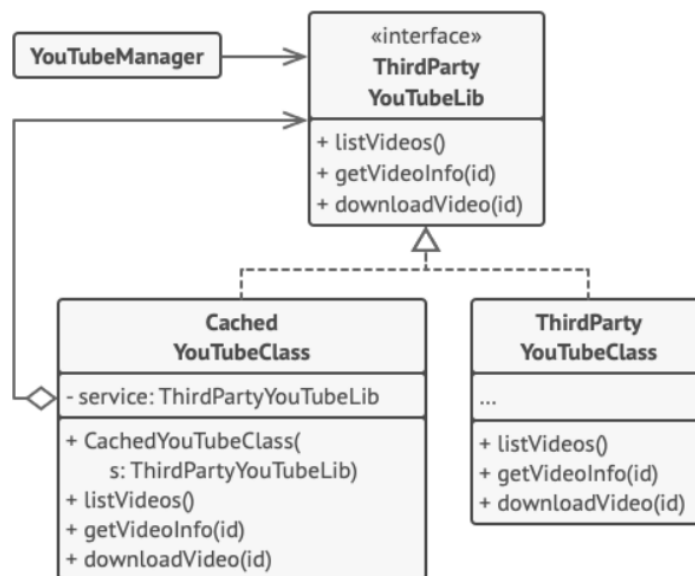 YouTubeManager
«interface»
ThirdParty
YouTubeLib
+ listVideos()
+ getVideoInfo(id)
+ downloadVideo(id)
Cached
YouTubeClass
- service: ThirdPartyYouTubeLib
+ CachedYouTubeClass(
s: ThirdPartyYouTubeLib)
+ listVideos()
+ getVideoInfo(id)
+ downloadVideo(id)
ThirdParty
YouTubeClass
...
+ listVideos()
+ getVideoInfo(id)
+ downloadVideo(id)